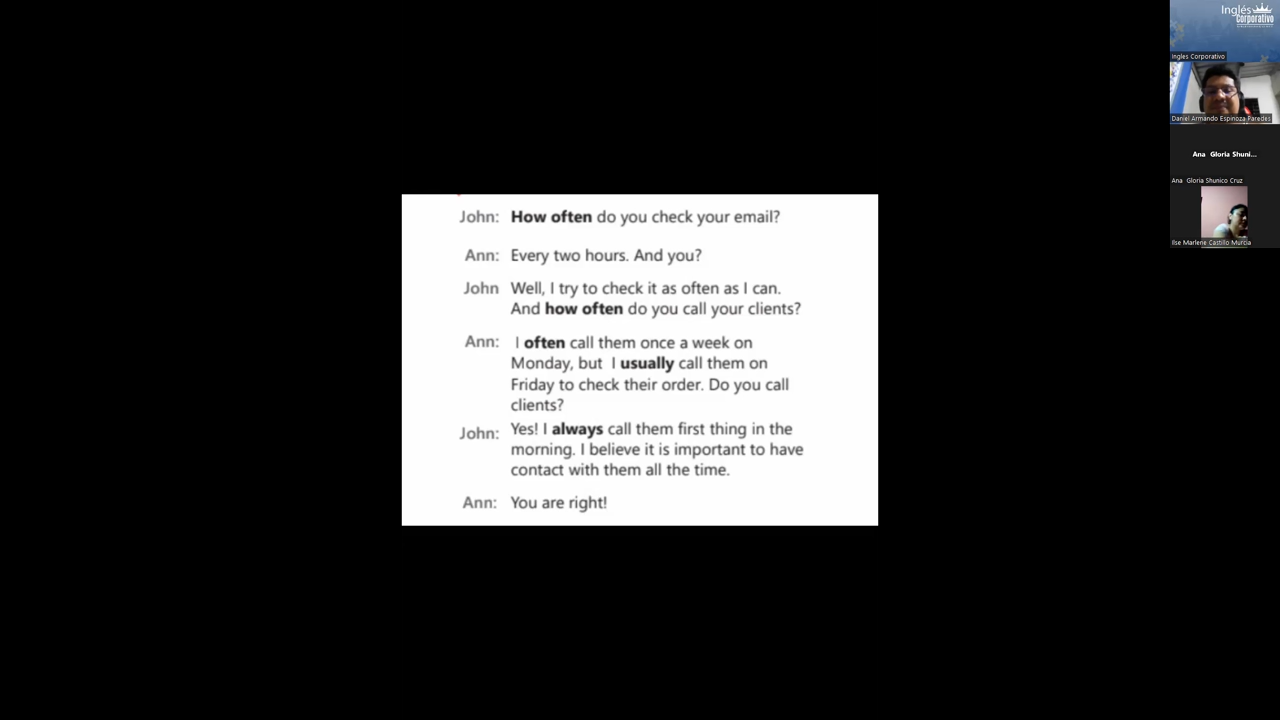 John: How often do you check your email?
Ann: Every two hours. And you?
John Well, I try to check it as often as I can.
And how often do you call your clients?
Ann: I often call them once a week on
Monday, but I usually call them on
Friday to check their order. Do you call
clients?
John: Yes! I always call them first thing in the
morning. I believe it is important to have
contact with them all the time.
Ann: You are right!
Inglés
Corporativo
Ingles Corporativo
Daniel Armando Espinoza Paredes
Ana Gloria Shuni...
Ana Gloria Shunico Cruz
Ilse Marlene Castillo Murcia